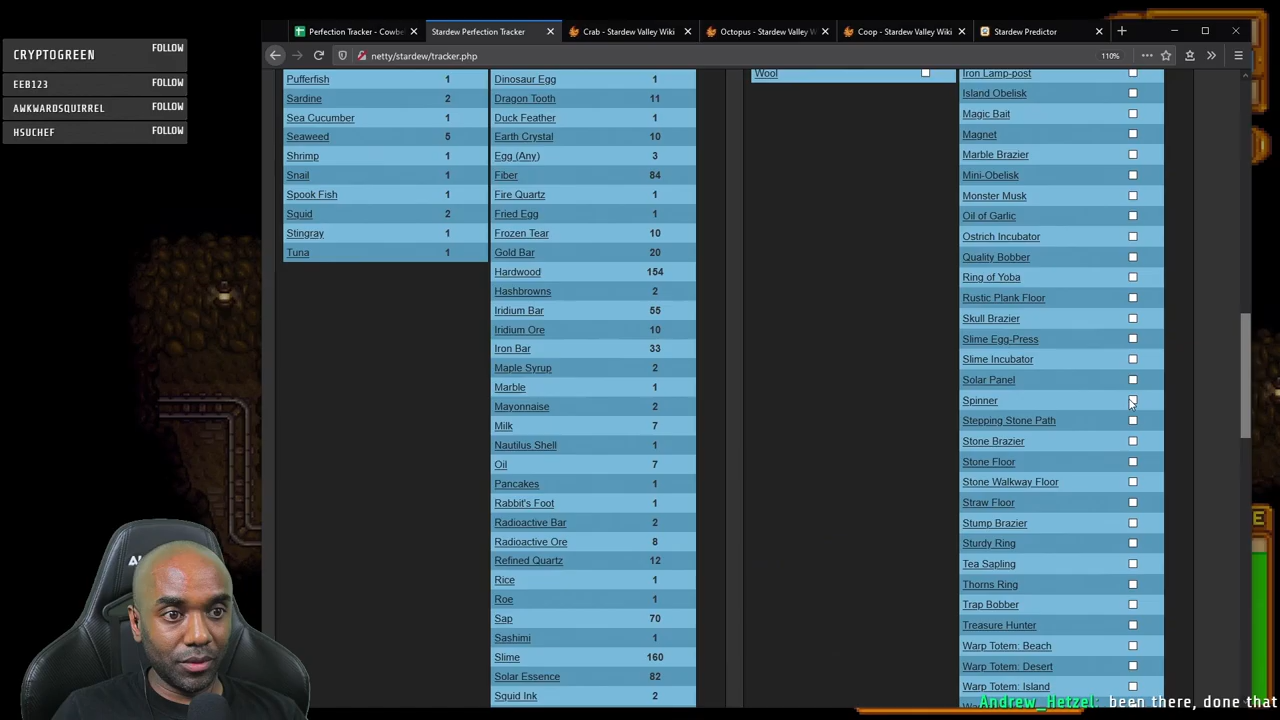 CRYPTOGREEN FOLLOW
FEB123 FOLLOW
AWKWARDSQUIRREL FOLLOW
HSUCHEF FOLLOW
Perfection Tracker - Cowbo
Stardew Perfection Tracker
Crab - Stardew Valley Wiki
Octopus - Stardew Valley W
Coop - Stardew Valley Wiki
Stardew Predictor
netty/stardew/tracker.php
110%
Pufferfish 1
Sardine 2
Sea Cucumber 1
Seaweed 5
Shrimp 1
Snail 1
Spook Fish 1
Squid 2
Stingray 1
Tuna 1
Dinosaur Egg 1
Dragon Tooth 11
Duck Feather 1
Earth Crystal 10
Egg (Any) 3
Fiber 84
Fire Quartz 1
Fried Egg 1
Frozen Tear 10
Gold Bar 20
Hardwood 154
Hashbrowns 2
Iridium Bar 55
Iridium Ore 10
Iron Bar 33
Maple Syrup 2
Marble 1
Mayonnaise 2
Milk 7
Nautilus Shell 1
Oil 7
Pancakes 1
Rabbit's Foot 1
Radioactive Bar 2
Radioactive Ore 8
Refined Quartz 12
Rice 1
Roe 1
Sap 70
Sashimi 1
Slime 160
Solar Essence 82
Squid Ink 2
Wool
Iron Lamp-post
Island Obelisk
Magic Bait
Magnet
Marble Brazier
Mini-Obelisk
Monster Musk
Oil of Garlic
Ostrich Incubator
Quality Bobber
Ring of Yoba
Rustic Plank Floor
Skull Brazier
Slime Egg-Press
Slime Incubator
Solar Panel
Spinner
Stepping Stone Path
Stone Brazier
Stone Floor
Stone Walkway Floor
Straw Floor
Stump Brazier
Sturdy Ring
Tea Sapling
Thorns Ring
Trap Bobber
Treasure Hunter
Warp Totem: Beach
Warp Totem: Desert
Warp Totem: Island
Andrew_Hetzel: been there, done that